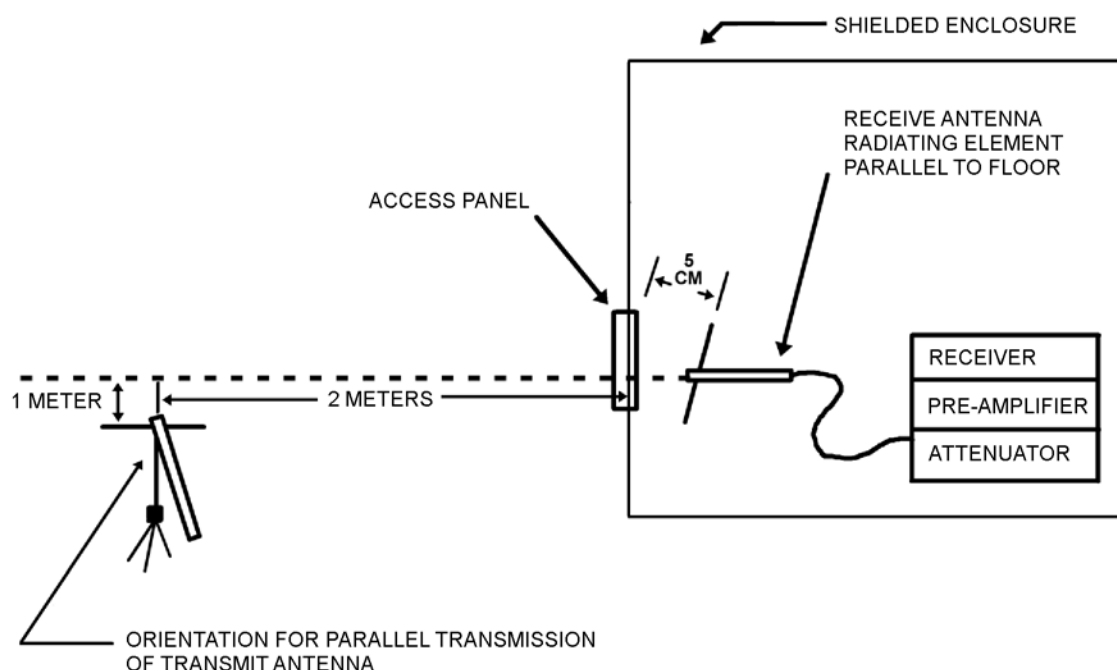 SHIELDED ENCLOSURE
RECEIVE ANTENNA
RADIATING ELEMENT
PARALLEL TO FLOOR
ACCESS PANEL
5
CM
RECEIVER
PRE-AMPLIFIER
ATTENUATOR
1 METER
2 METERS
ORIENTATION FOR PARALLEL TRANSMISSION
OF TRANSMIT ANTENNA